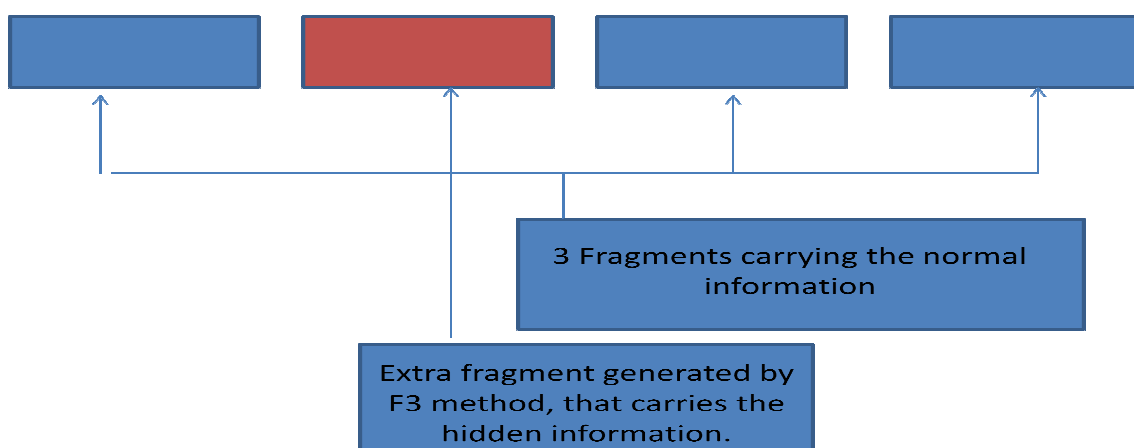 3 Fragments carrying the normal
information
Extra fragment generated by
F3 method, that carries the
hidden information.